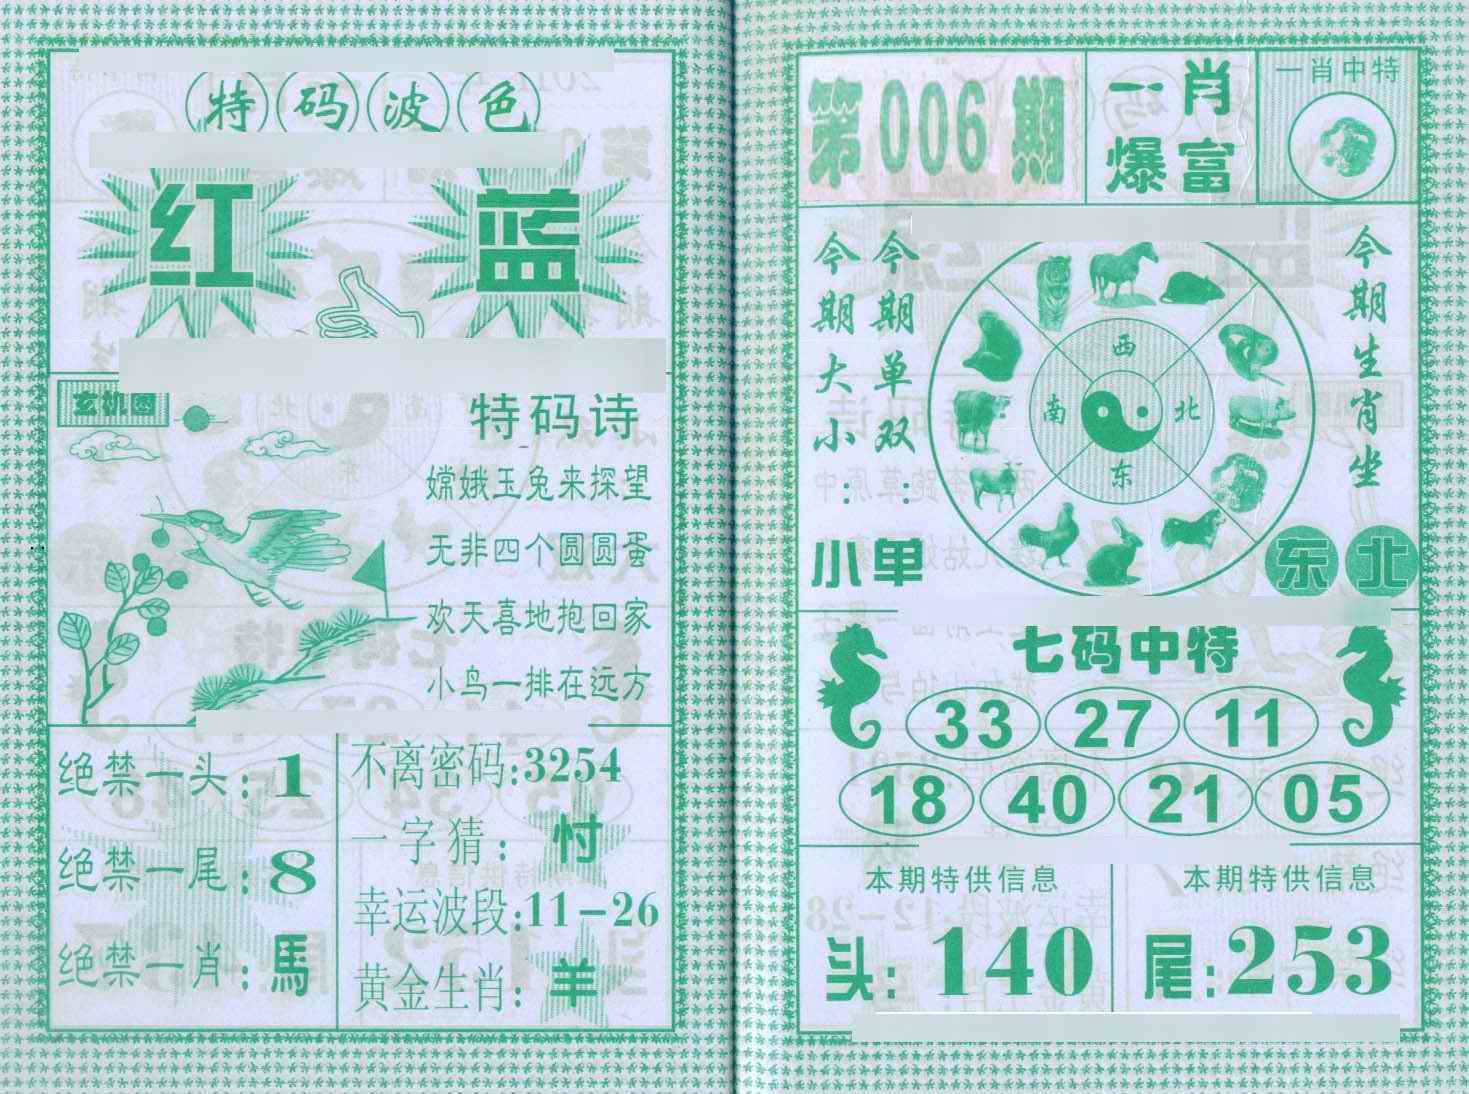 特码波色
红 蓝
玄机图
特码诗
嫦娥玉兔来探望
无非四个圆圆蛋
欢天喜地抱回家
小鸟一排在远方
绝禁一头:1
绝禁一尾:8
绝禁一肖:馬
不离密码:3254
一字猜:忖
幸运波段:11-26
黄金生肖:羊
第006期
一肖
爆富
一肖中特
今期大小:小
今期单双:单
西
南 北
东
今期生肖坐
东北
七码中特
33 27 11
18 40 21 05
本期特供信息
头:140
本期特供信息
尾:253